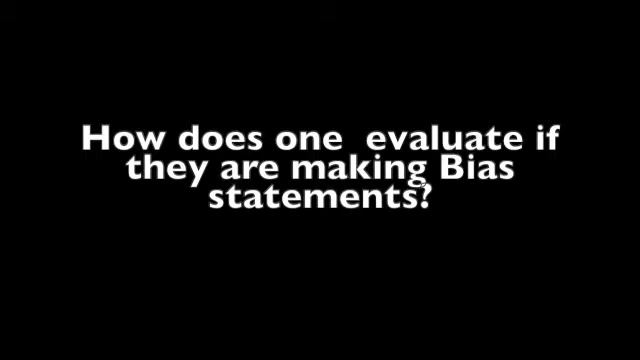 How does one  evaluate if
they are making Bias
statements?